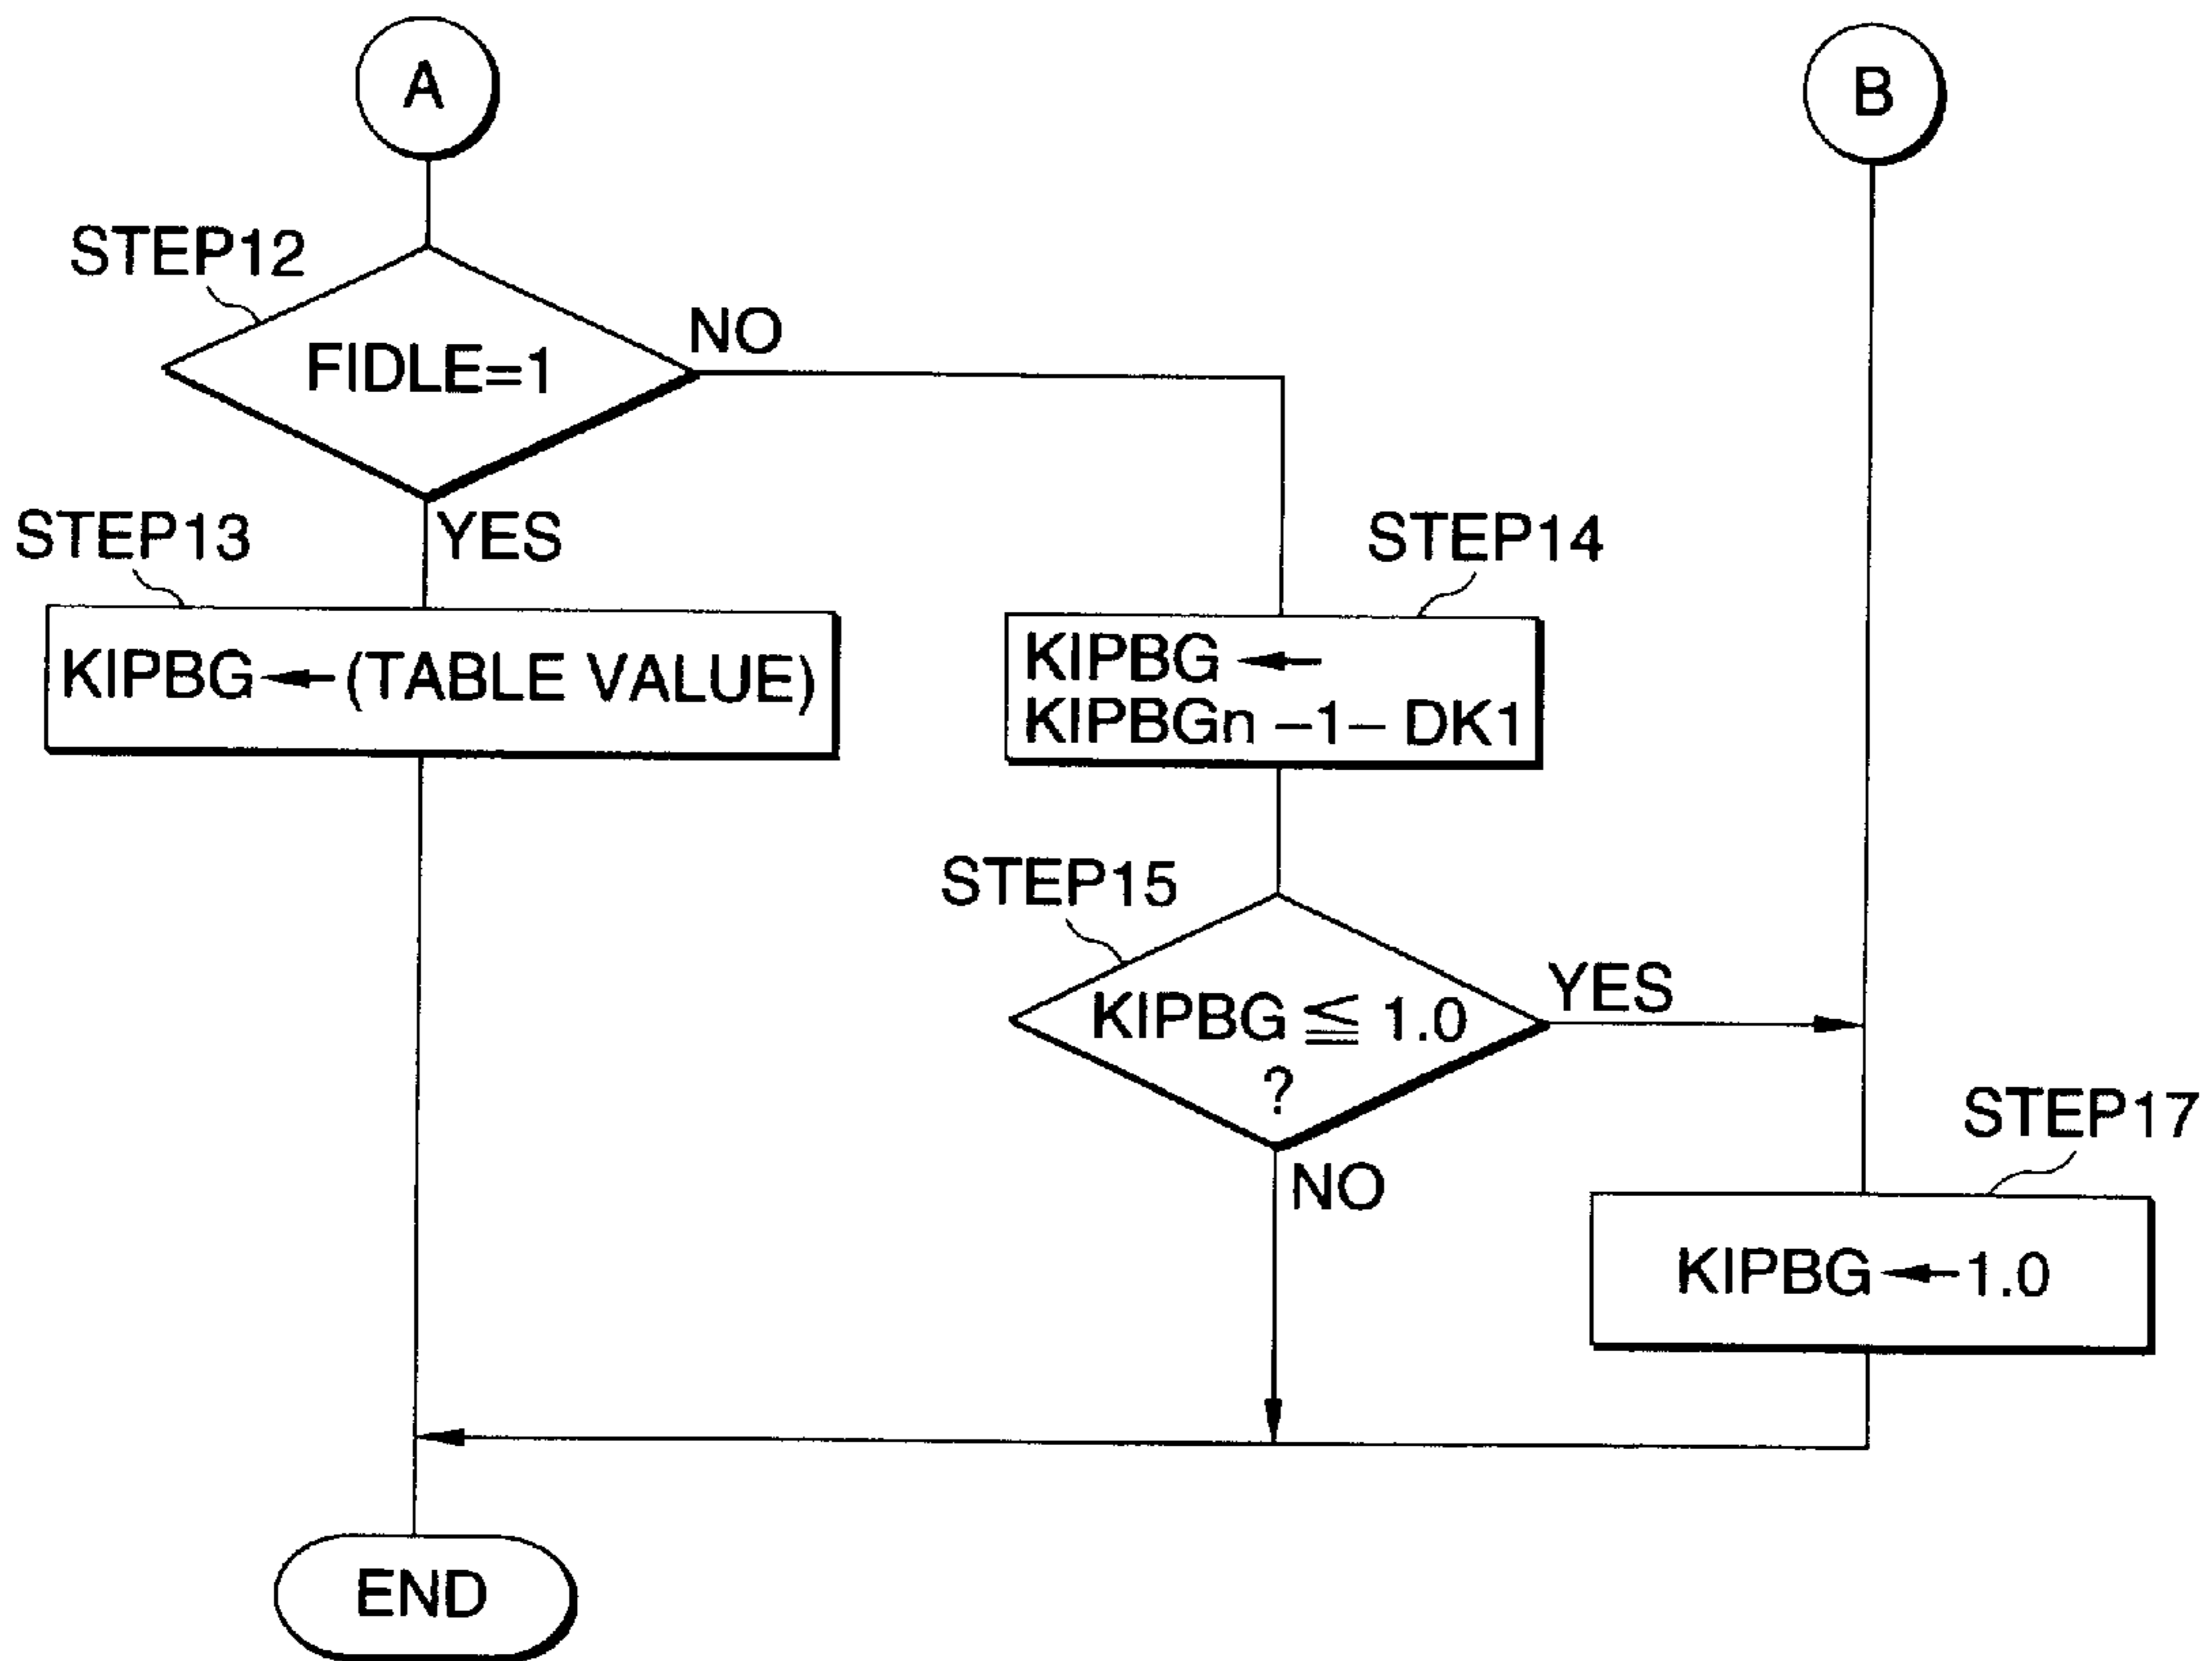 A
B
STEP12
FIDLE=1
NO
YES
STEP13
KIPBG←(TABLE VALUE)
STEP14
KIPBG ←
KIPBGn –1– DK1
STEP15
KIPBG ≦ 1.0
?
YES
NO
STEP17
KIPBG←1.0
END